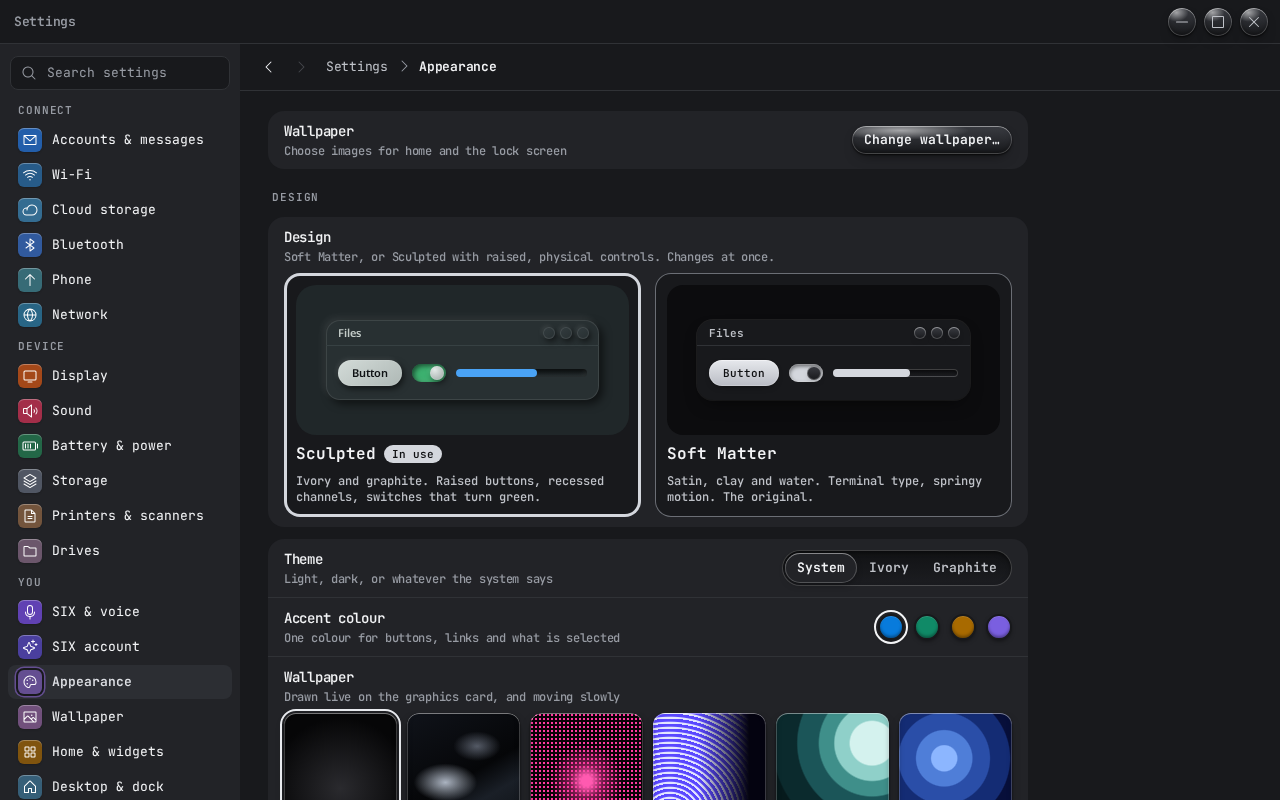 Settings
Search settings
CONNECT
Accounts & messages
Wi-Fi
Cloud storage
Bluetooth
Phone
Network
DEVICE
Display
Sound
Battery & power
Storage
Printers & scanners
Drives
YOU
SIX & voice
SIX account
Appearance
Wallpaper
Home & widgets
Desktop & dock
Settings
Appearance
Wallpaper
Choose images for home and the lock screen
Change wallpaper…
DESIGN
Design
Soft Matter, or Sculpted with raised, physical controls. Changes at once.
Files
Button
Sculpted
In use
Ivory and graphite. Raised buttons, recessed
channels, switches that turn green.
Files
Button
Soft Matter
Satin, clay and water. Terminal type, springy
motion. The original.
Theme
Light, dark, or whatever the system says
System
Ivory
Graphite
Accent colour
One colour for buttons, links and what is selected
Wallpaper
Drawn live on the graphics card, and moving slowly